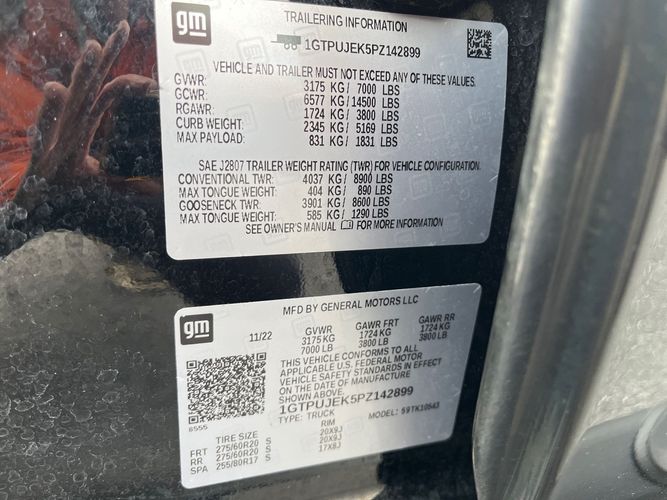 gm
TRAILERING INFORMATION
1GTPUJEK5PZ142899
VEHICLE AND TRAILER MUST NOT EXCEED ANY OF THESE VALUES.
GVWR: 3175 KG / 7000 LBS
GCWR: 6577 KG / 14500 LBS
RGAWR: 1724 KG / 3800 LBS
CURB WEIGHT: 2345 KG / 5169 LBS
MAX PAYLOAD: 831 KG / 1831 LBS
SAE J2807 TRAILER WEIGHT RATING (TWR) FOR VEHICLE CONFIGURATION.
CONVENTIONAL TWR: 4037 KG / 8900 LBS
MAX TONGUE WEIGHT: 404 KG / 890 LBS
GOOSENECK TWR: 3901 KG / 8600 LBS
MAX TONGUE WEIGHT: 585 KG / 1290 LBS
SEE OWNER'S MANUAL FOR MORE INFORMATION
gm
MFD BY GENERAL MOTORS LLC
11/22 GVWR GAWR FRT GAWR RR
3175 KG 1724 KG 1724 KG
7000 LB 3800 LB 3800 LB
THIS VEHICLE CONFORMS TO ALL
APPLICABLE U.S. FEDERAL MOTOR
VEHICLE SAFETY STANDARDS IN EFFECT
ON THE DATE OF MANUFACTURE
SHOWN ABOVE.
1GTPUJEK5PZ142899
8555 TYPE: TRUCK MODEL: 59TK10543
TIRE SIZE RIM
FRT 275/60R20 S 20X9J
RR 275/60R20 S 20X9J
SPA 255/80R17 S 17X8J